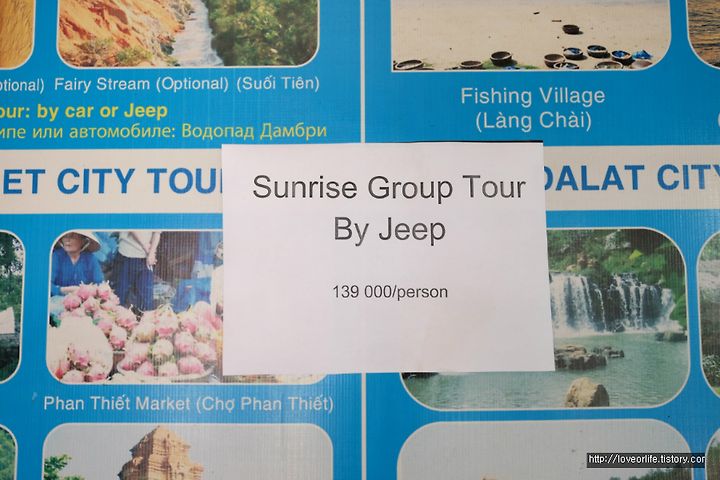 otional) Fairy Stream (Optional) (Suối Tiên)
our: by car or Jeep
ипе или автомобиле: Водопад Дамбри
Fishing Village
(Làng Chài)
ET CITY TOU
DALAT CITY
Sunrise Group Tour
By Jeep
139 000/person
Phan Thiết Market (Chợ Phan Thiết)
http://loveorlife.tistory.com